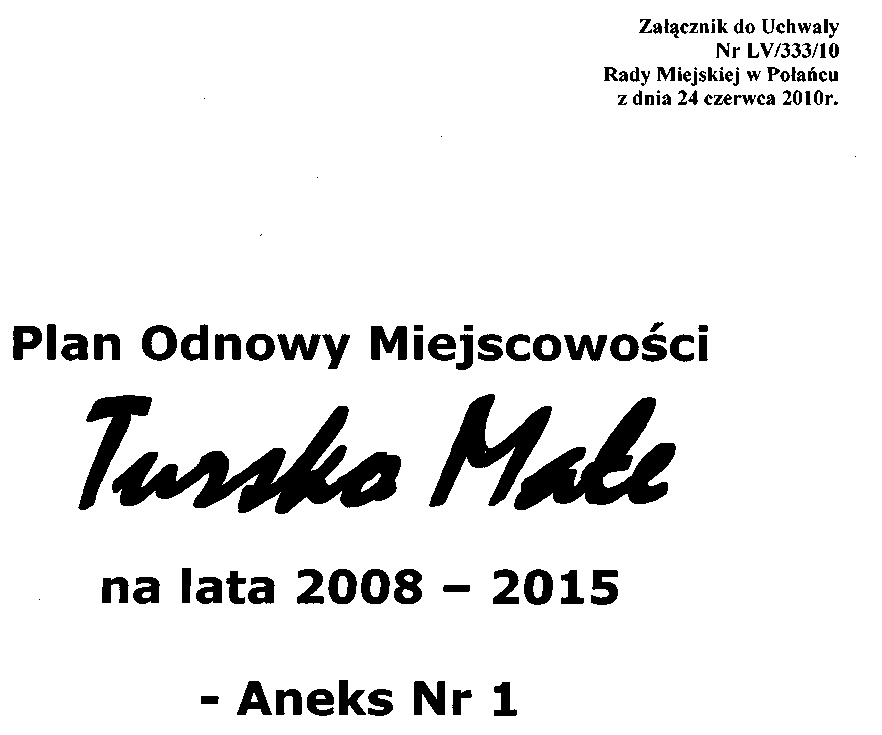 Załącznik do Uchwały
Nr LV/333/10
Rady Miejskiej w Połańcu
z dnia 24 czerwca 2010r.
Plan Odnowy Miejscowości
Tursko Małe
na lata 2008 – 2015
- Aneks Nr 1